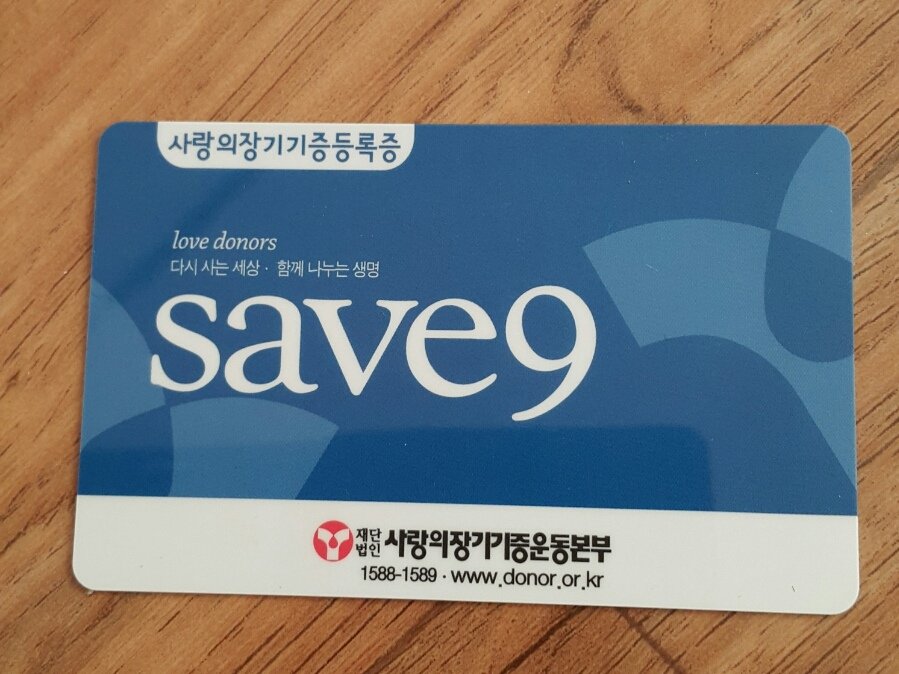 사랑의장기기증등록증
love donors
다시 사는 세상 · 함께 나누는 생명
save9
재단
법인 사랑의장기기증운동본부
1588-1589 · www.donor.or.kr